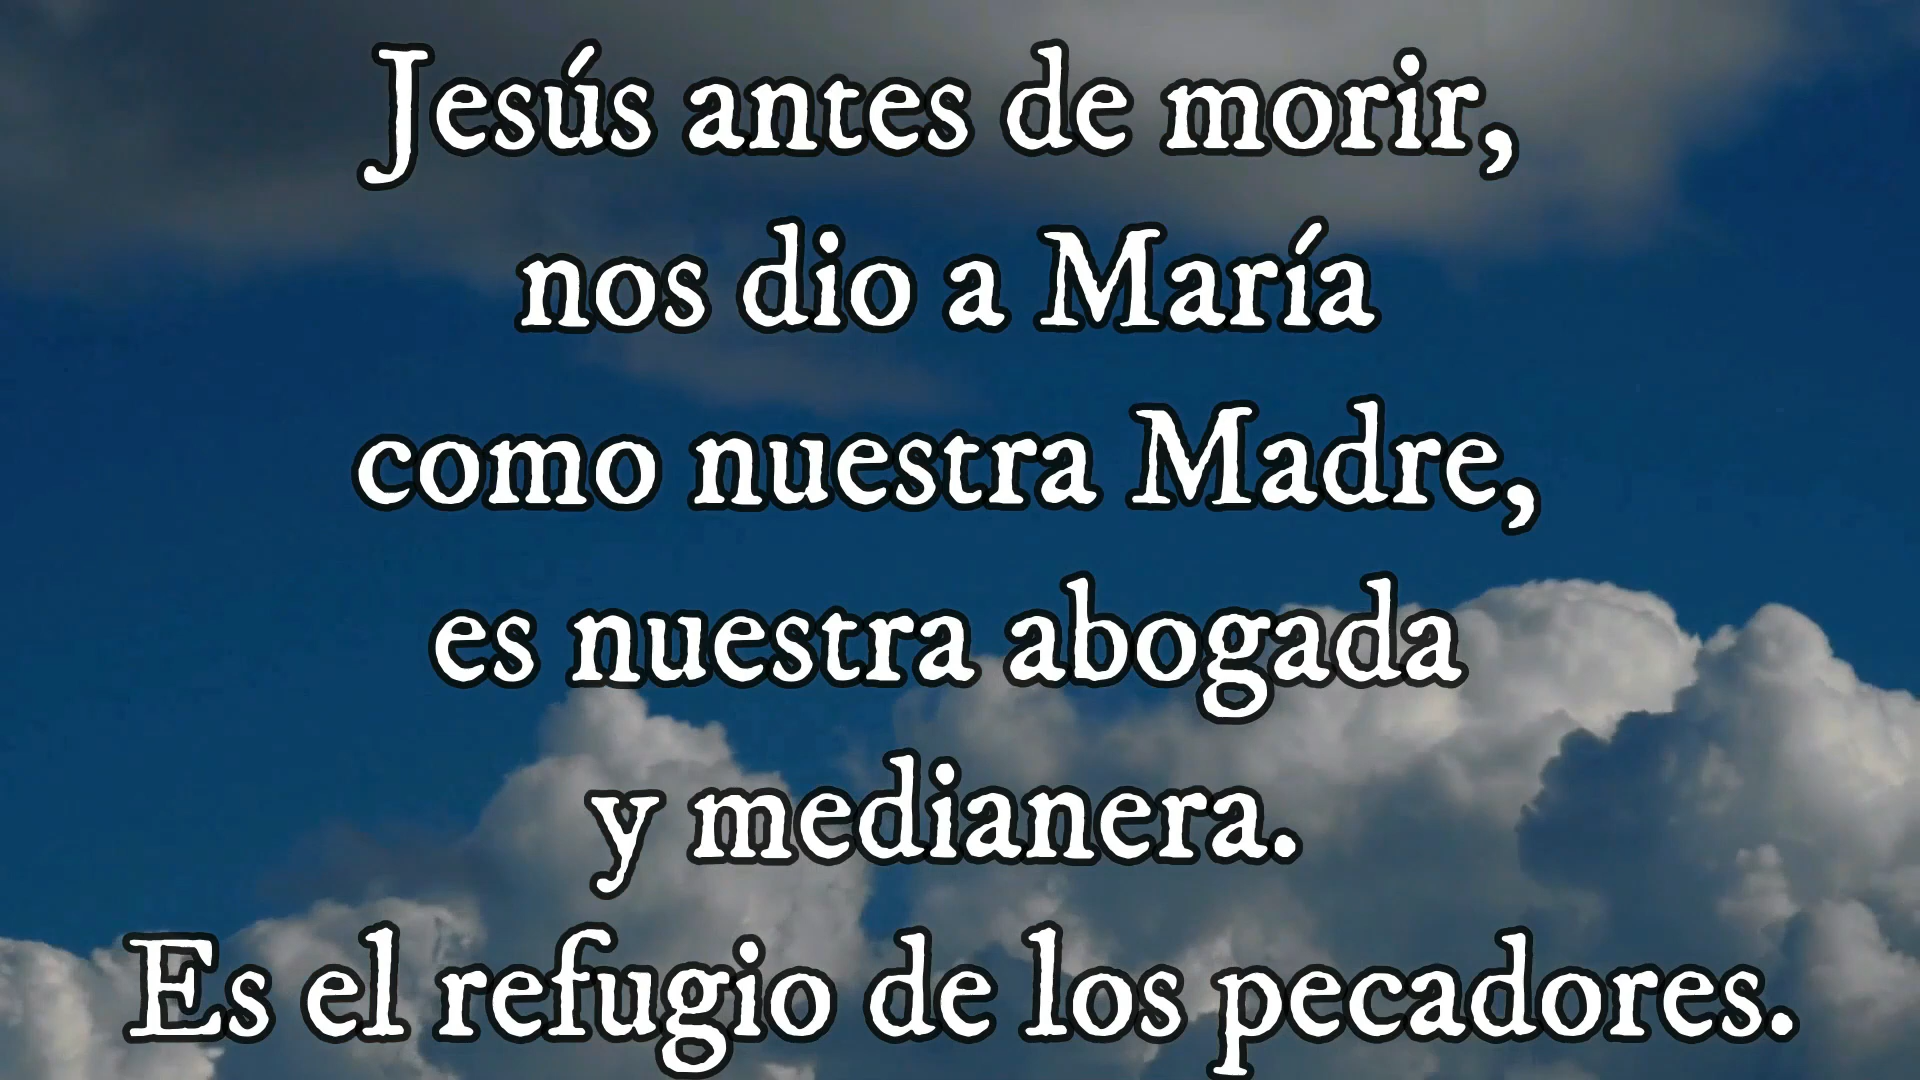 Jesús antes de morir,
nos dio a María
como nuestra Madre,
es nuestra abogada
y medianera.
Es el refugio de los pecadores.